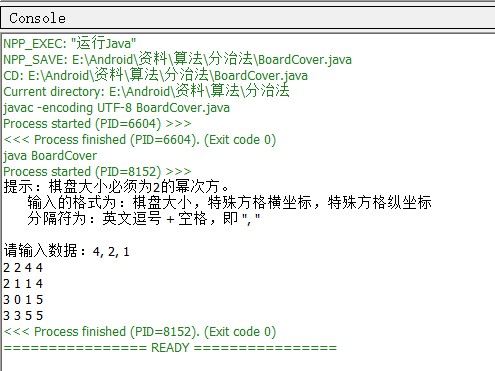 Console
NPP_EXEC: "运行Java"
NPP_SAVE: E:\Android\资料\算法\分治法\BoardCover.java
CD: E:\Android\资料\算法\分治法\BoardCover.java
Current directory: E:\Android\资料\算法\分治法
javac -encoding UTF-8 BoardCover.java
Process started (PID=6604) >>>
<<< Process finished (PID=6604). (Exit code 0)
java BoardCover
Process started (PID=8152) >>>
提示：棋盘大小必须为2的幂次方。
输入的格式为：棋盘大小，特殊方格横坐标，特殊方格纵坐标
分隔符为：英文逗号 + 空格，即 ", "
请输入数据：4, 2, 1
2 2 4 4
2 1 1 4
3 0 1 5
3 3 5 5
<<< Process finished (PID=8152). (Exit code 0)
================ READY ================